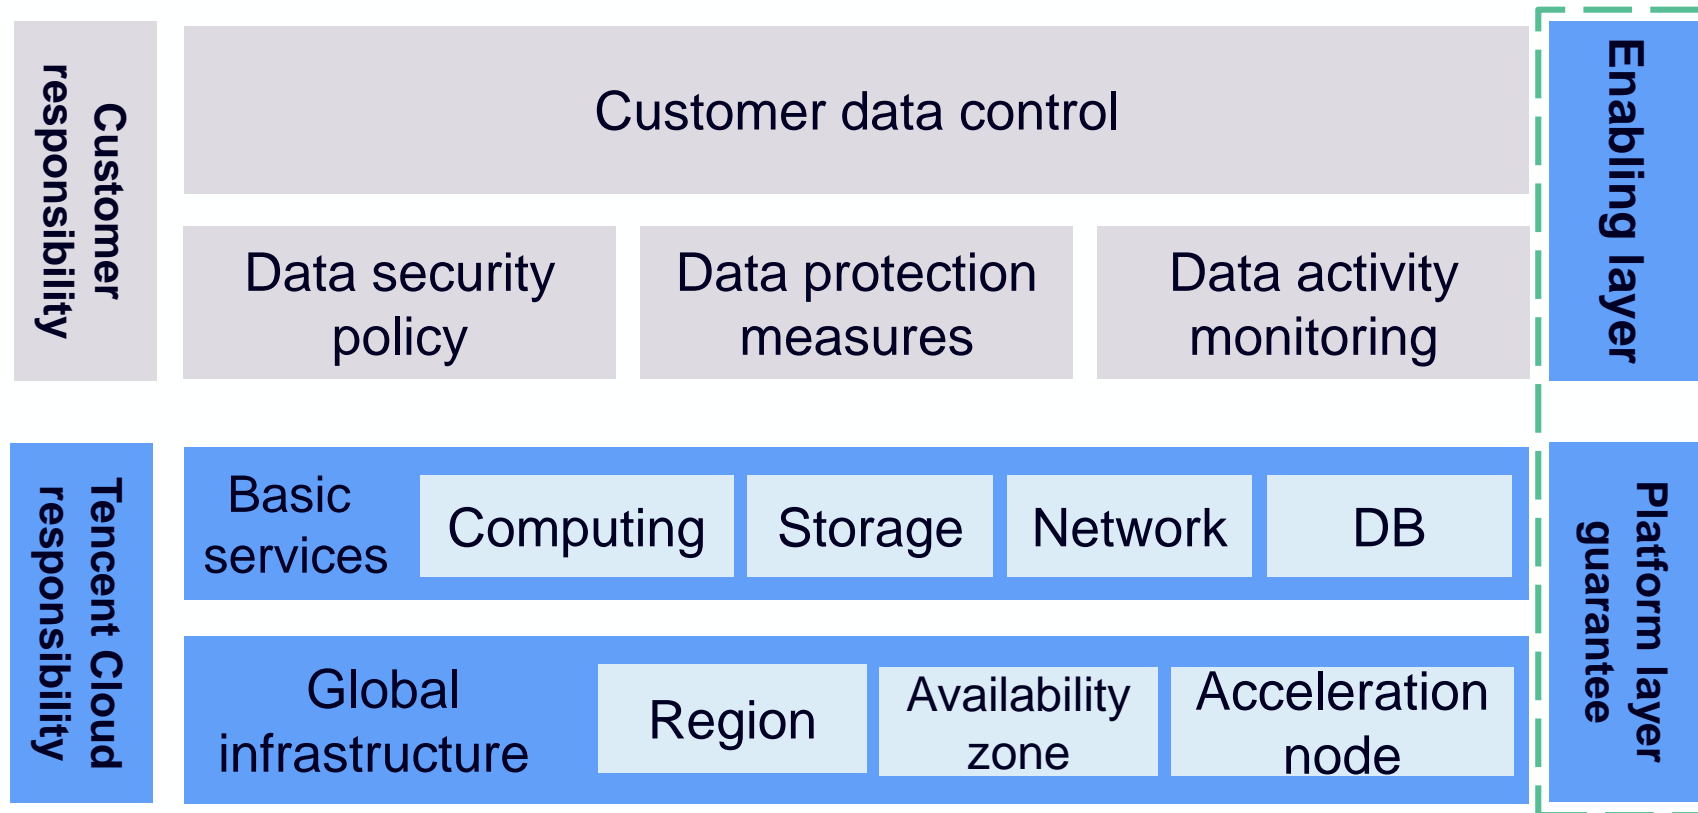 Customer
responsibility
Customer data control
Data security
policy
Data protection
measures
Data activity
monitoring
Enabling layer
Tencent Cloud
responsibility
Basic
services
Computing
Storage
Network
DB
Global
infrastructure
Region
Availability
zone
Acceleration
node
Platform layer
guarantee